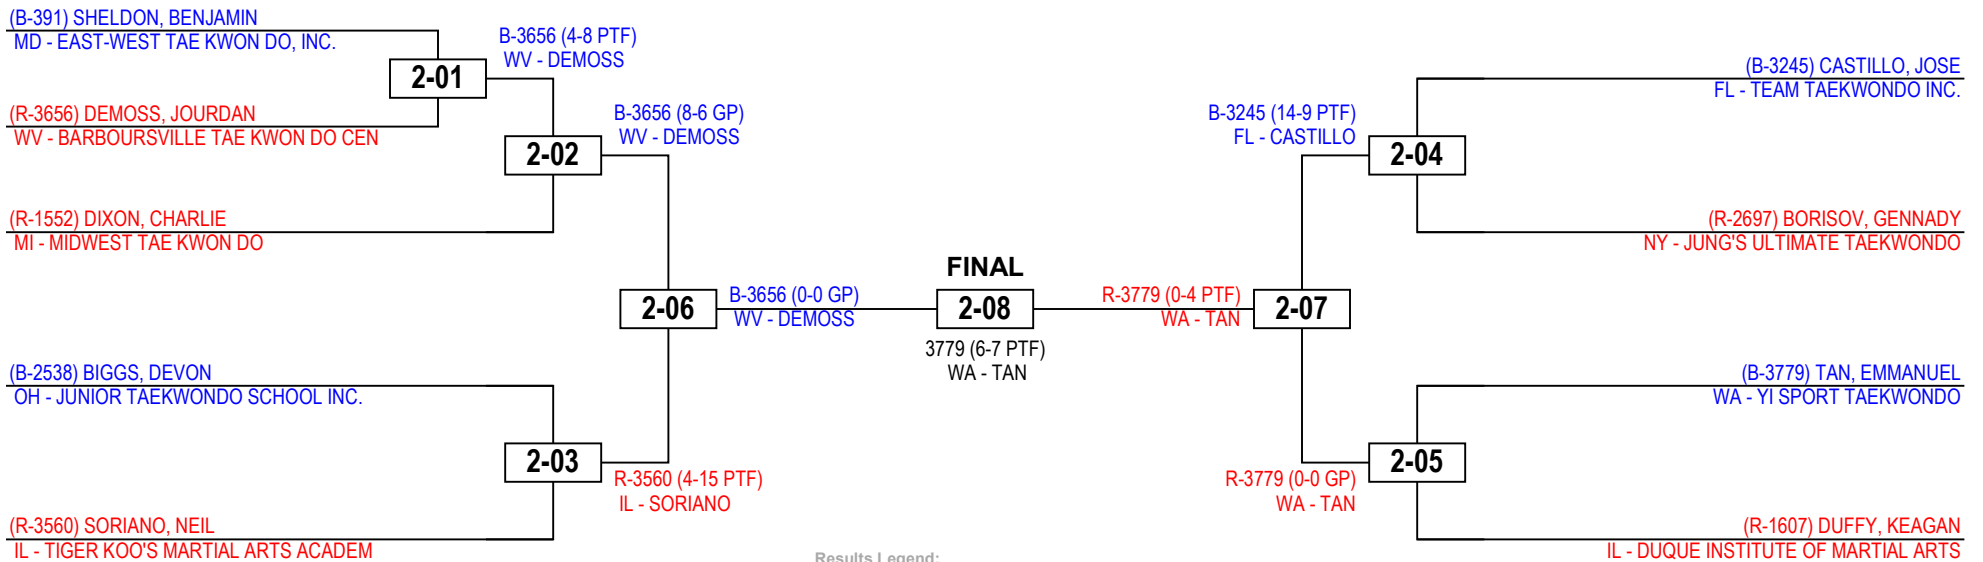 (B-391) SHELDON, BENJAMIN
MD - EAST-WEST TAE KWON DO, INC.
2-01
(R-3656) DEMOSS, JOURDAN
WV - BARBOURSVILLE TAE KWON DO CEN
B-3656 (4-8 PTF)
WV - DEMOSS
2-02
(R-1552) DIXON, CHARLIE
MI - MIDWEST TAE KWON DO
B-3656 (8-6 GP)
WV - DEMOSS
2-06
(B-2538) BIGGS, DEVON
OH - JUNIOR TAEKWONDO SCHOOL INC.
2-03
(R-3560) SORIANO, NEIL
IL - TIGER KOO'S MARTIAL ARTS ACADEM
R-3560 (4-15 PTF)
IL - SORIANO
B-3656 (0-0 GP)
WV - DEMOSS
FINAL
2-08
3779 (6-7 PTF)
WA - TAN
R-3779 (0-4 PTF)
WA - TAN
2-07
B-3245 (14-9 PTF)
FL - CASTILLO
2-04
(B-3245) CASTILLO, JOSE
FL - TEAM TAEKWONDO INC.
(R-2697) BORISOV, GENNADY
NY - JUNG'S ULTIMATE TAEKWONDO
(B-3779) TAN, EMMANUEL
WA - YI SPORT TAEKWONDO
2-05
R-3779 (0-0 GP)
WA - TAN
(R-1607) DUFFY, KEAGAN
IL - DUQUE INSTITUTE OF MARTIAL ARTS
Results Legend: